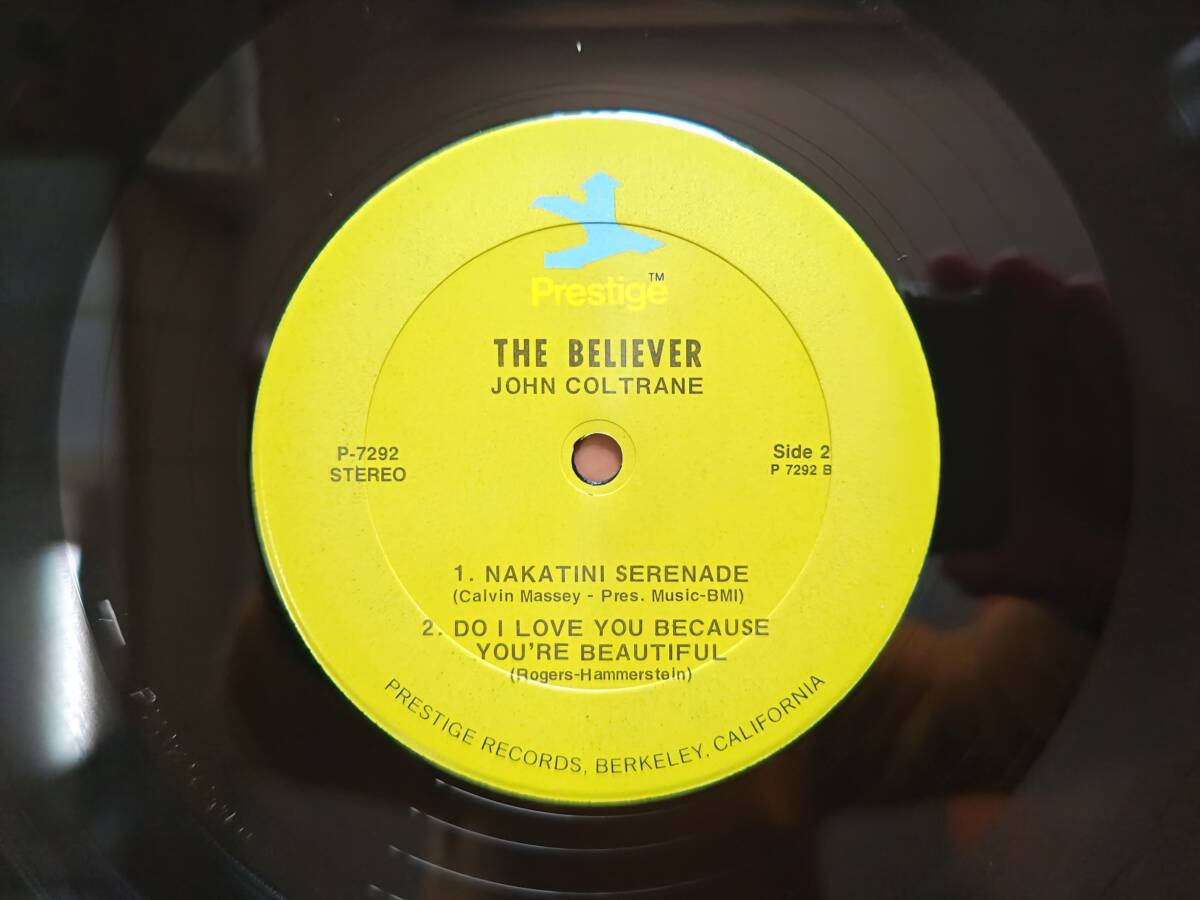 Prestige™
THE BELIEVER
JOHN COLTRANE
P-7292
STEREO
Side 2
P 7292 B
1. NAKATINI SERENADE
(Calvin Massey - Pres. Music-BMI)
2. DO I LOVE YOU BECAUSE
YOU'RE BEAUTIFUL
(Rogers-Hammerstein)
PRESTIGE RECORDS, BERKELEY, CALIFORNIA